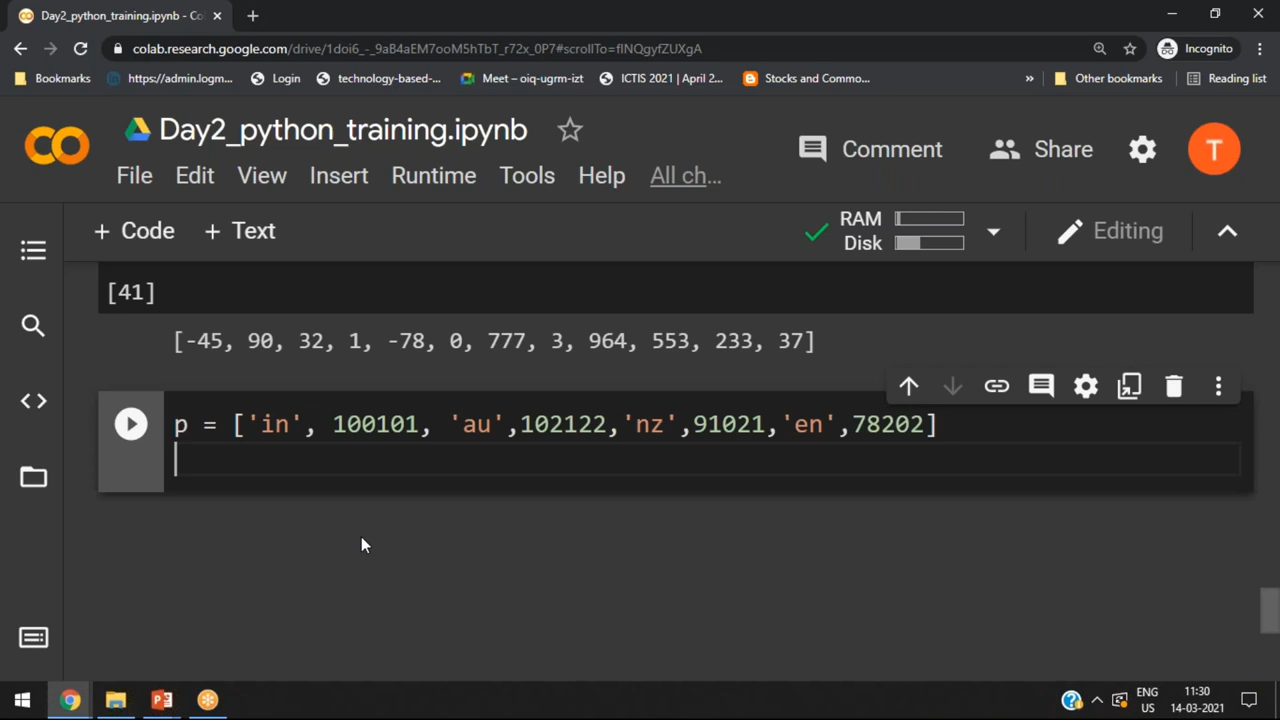 Day2_python_training.ipynb - Co
colab.research.google.com/drive/1doi6_-_9aB4aEM7ooM5hTbT_r72x_0P7#scrollTo=fINQgyfZUXgA
Incognito
Bookmarks
https://admin.logm...
Login
technology-based-...
Meet – oiq-ugrm-izt
ICTIS 2021 | April 2...
Stocks and Commo...
»
Other bookmarks
Reading list
Day2_python_training.ipynb
Comment
Share
T
File Edit View Insert Runtime Tools Help All ch...
+ Code + Text
RAM
Disk
Editing
[41]
[-45, 90, 32, 1, -78, 0, 777, 3, 964, 553, 233, 37]
p = ['in', 100101, 'au',102122,'nz',91021,'en',78202]
ENG 11:30
US 14-03-2021